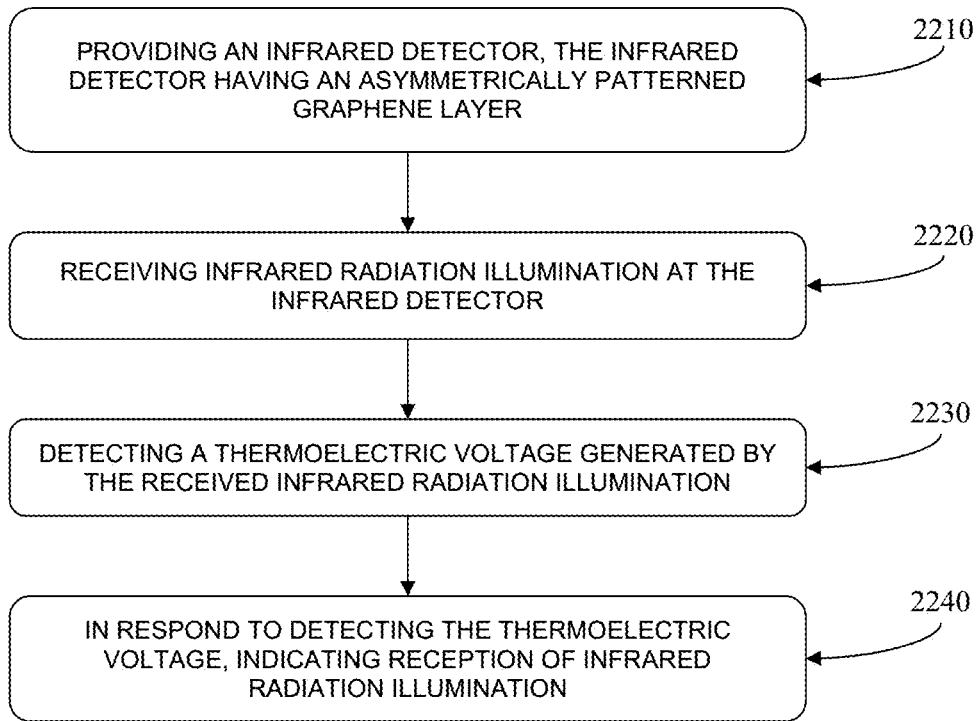 PROVIDING AN INFRARED DETECTOR, THE INFRARED
DETECTOR HAVING AN ASYMMETRICALLY PATTERNED
GRAPHENE LAYER
2210
RECEIVING INFRARED RADIATION ILLUMINATION AT THE
INFRARED DETECTOR
2220
DETECTING A THERMOELECTRIC VOLTAGE GENERATED BY
THE RECEIVED INFRARED RADIATION ILLUMINATION
2230
IN RESPOND TO DETECTING THE THERMOELECTRIC
VOLTAGE, INDICATING RECEPTION OF INFRARED
RADIATION ILLUMINATION
2240